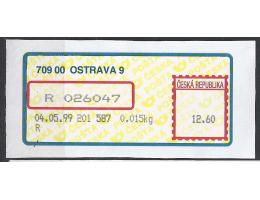 709 00 OSTRAVA 9
ČESKÁ REPUBLIKA
R 026047
12.60
04.05.99 201 587 0.015kg
R